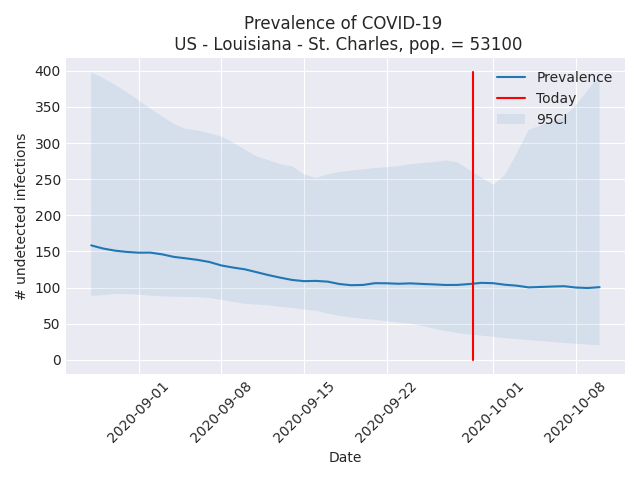 Prevalence of COVID-19
US - Louisiana - St. Charles, pop. = 53100
400
350
300
250
200
150
100
50
0
# undetected infections
Prevalence
Today
95CI
2020-09-01
2020-09-08
2020-09-15
2020-09-22
2020-10-01
2020-10-08
Date